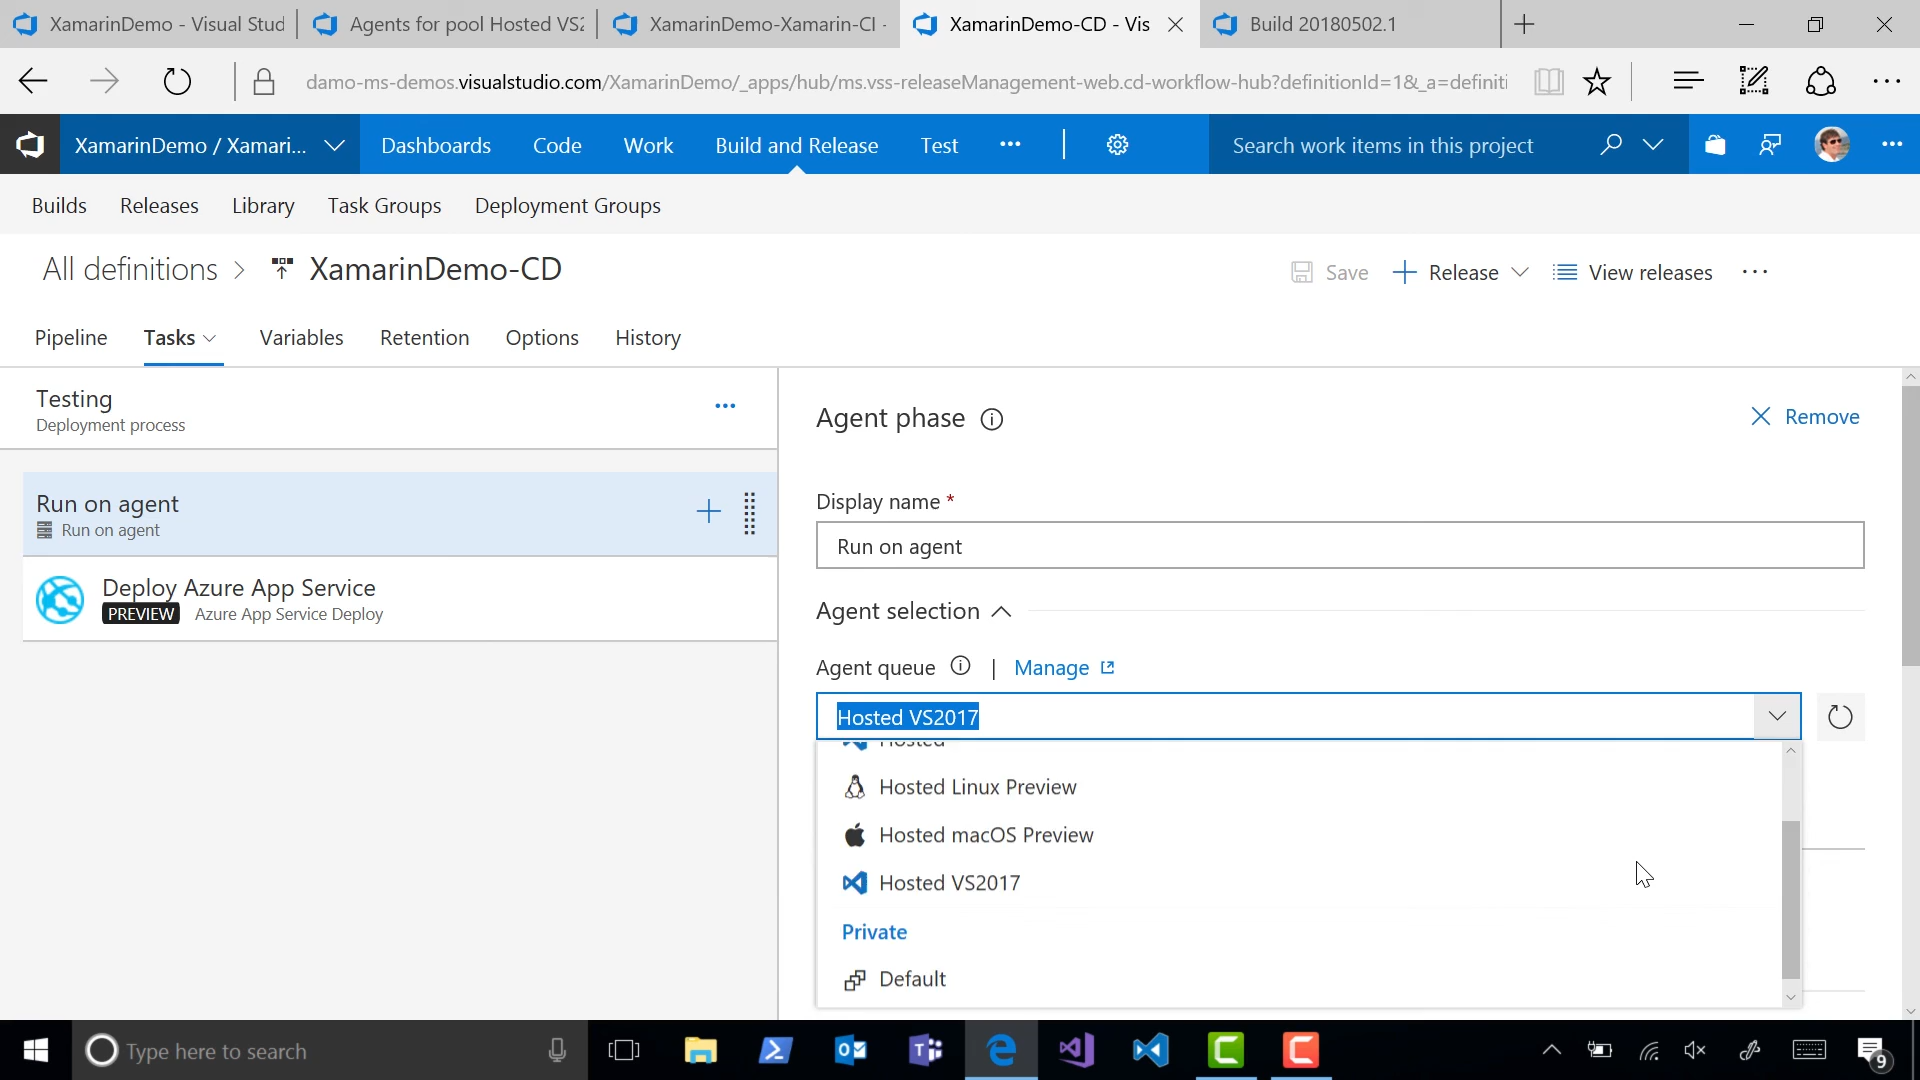 XamarinDemo - Visual Stud
Agents for pool Hosted VS2
XamarinDemo-Xamarin-CI -
XamarinDemo-CD - Vis
Build 20180502.1
damo-ms-demos.visualstudio.com/XamarinDemo/_apps/hub/ms.vss-releaseManagement-web.cd-workflow-hub?definitionId=1&_a=definiti
XamarinDemo / Xamari...
Dashboards
Code
Work
Build and Release
Test
Search work items in this project
Builds
Releases
Library
Task Groups
Deployment Groups
All definitions > XamarinDemo-CD
Save
Release
View releases
Pipeline
Tasks
Variables
Retention
Options
History
Testing
Deployment process
Run on agent
Run on agent
Deploy Azure App Service
PREVIEW Azure App Service Deploy
Agent phase
Remove
Display name *
Run on agent
Agent selection
Agent queue | Manage
Hosted VS2017
Hosted
Hosted Linux Preview
Hosted macOS Preview
Hosted VS2017
Private
Default
Type here to search
9